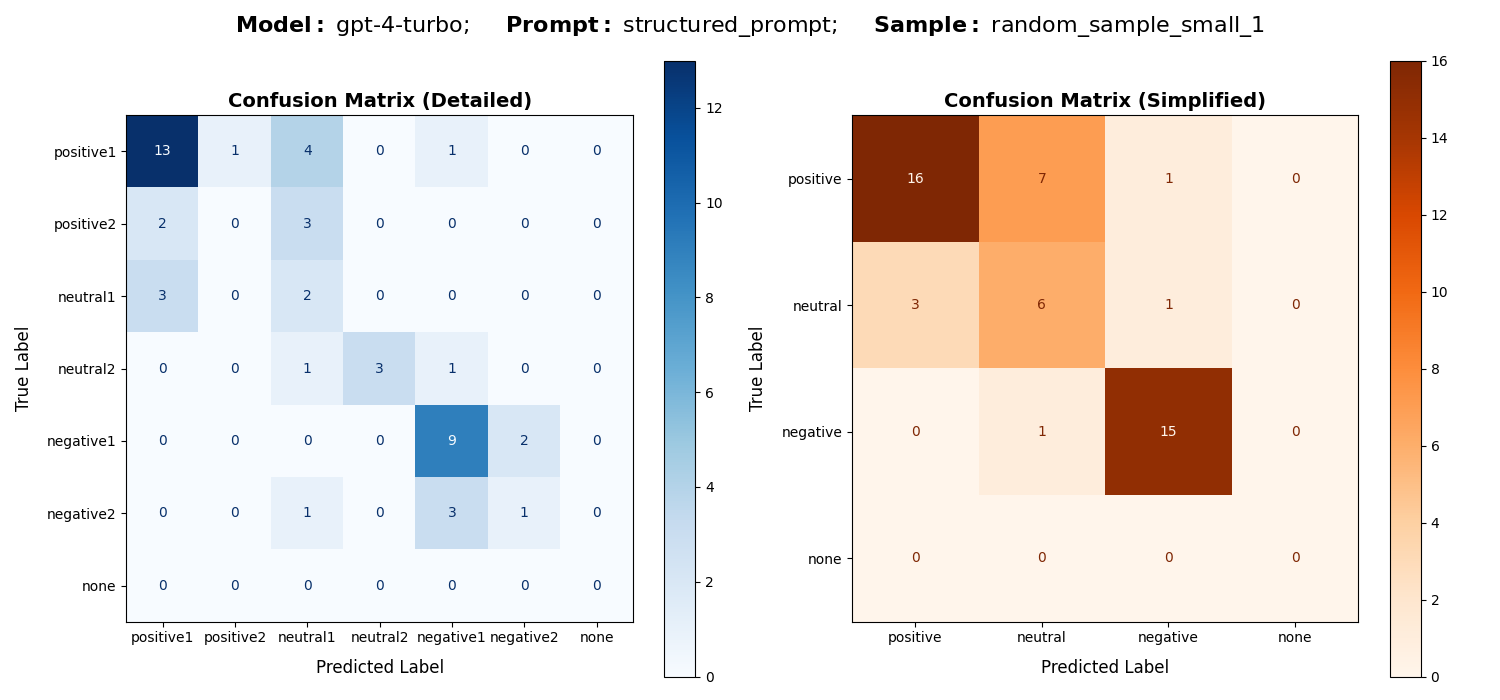 Model: gpt-4-turbo; Prompt: structured_prompt; Sample: random_sample_small_1
Confusion Matrix (Detailed)
True Label
positive1 13 1 4 0 1 0 0
positive2 2 0 3 0 0 0 0
neutral1 3 0 2 0 0 0 0
neutral2 0 0 1 3 1 0 0
negative1 0 0 0 0 9 2 0
negative2 0 0 1 0 3 1 0
none 0 0 0 0 0 0 0
positive1 positive2 neutral1 neutral2 negative1 negative2 none
Predicted Label
12
10
8
6
4
2
0
Confusion Matrix (Simplified)
True Label
positive 16 7 1 0
neutral 3 6 1 0
negative 0 1 15 0
none 0 0 0 0
positive neutral negative none
Predicted Label
16
14
12
10
8
6
4
2
0